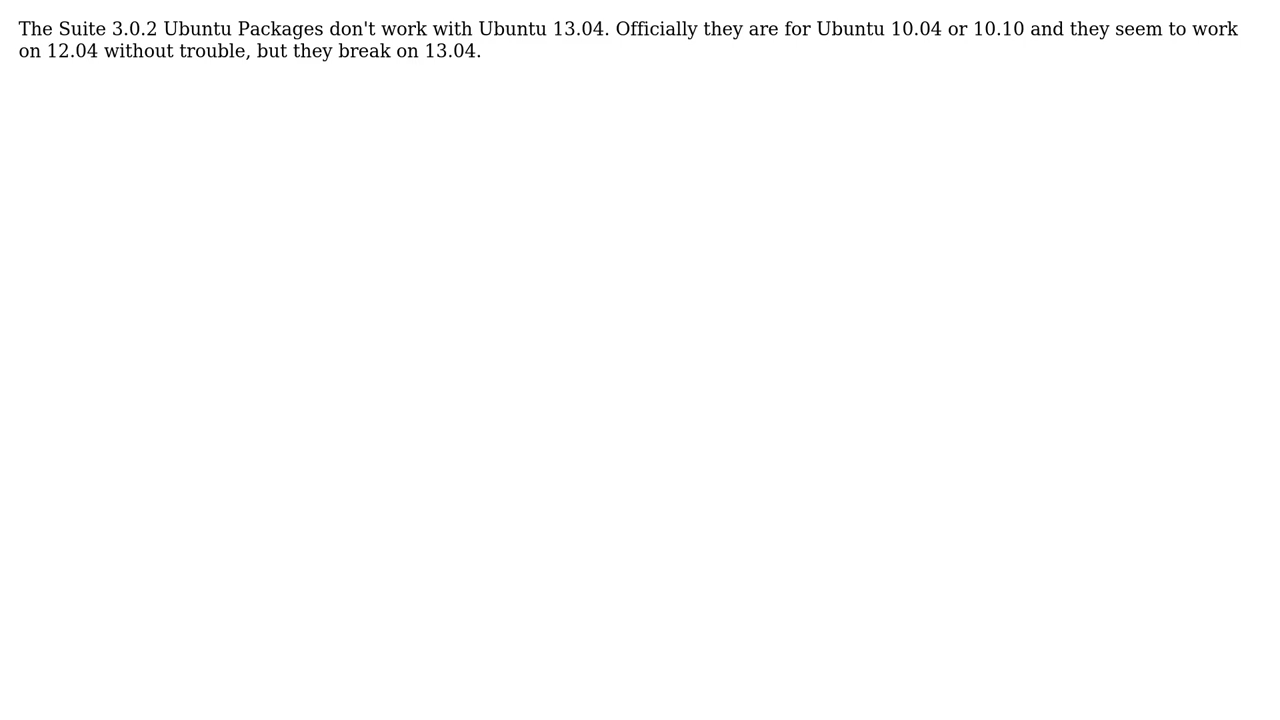 The Suite 3.0.2 Ubuntu Packages don't work with Ubuntu 13.04. Officially they are for Ubuntu 10.04 or 10.10 and they seem to work
on 12.04 without trouble, but they break on 13.04.